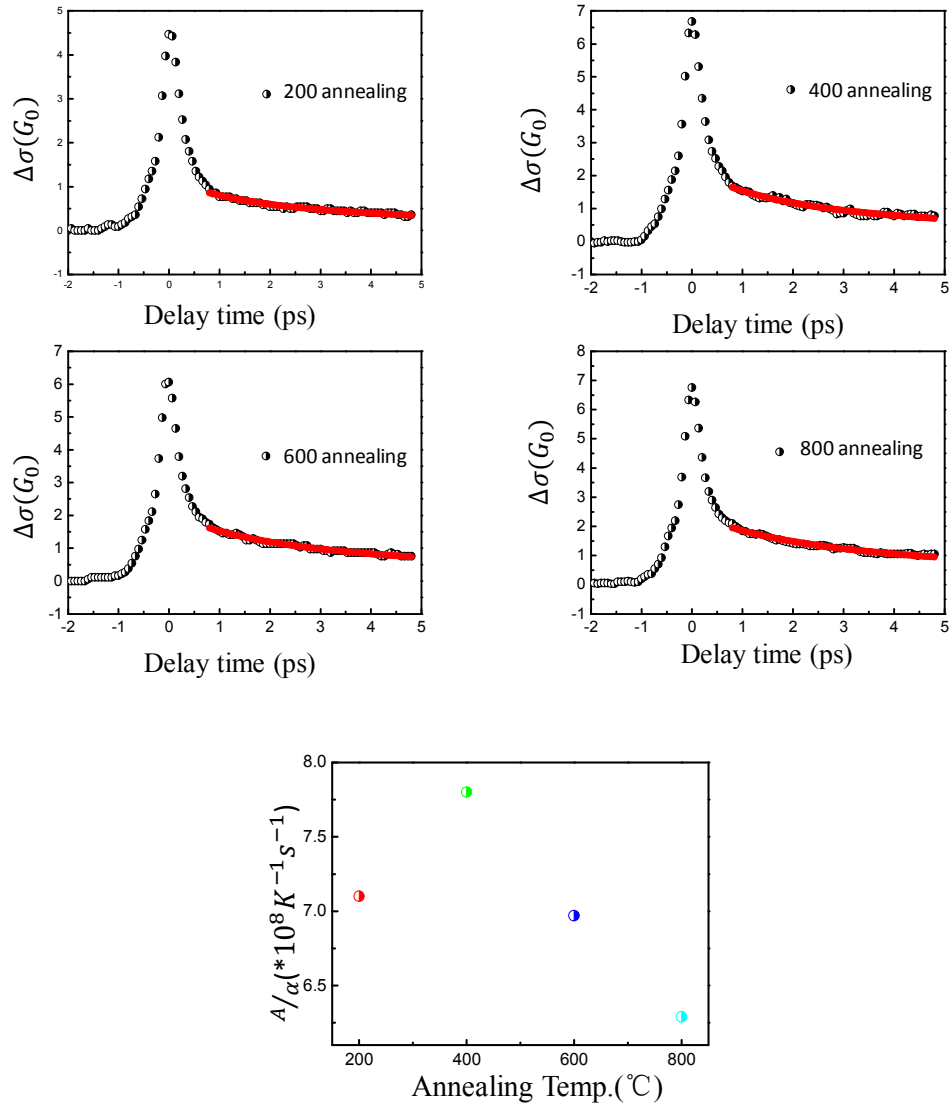 5
4
3
2
1
0
-1
Δσ(G₀)
200 annealing
-2 -1 0 1 2 3 4 5
Delay time (ps)
7
6
5
4
3
2
1
0
-1
Δσ(G₀)
400 annealing
-2 -1 0 1 2 3 4 5
Delay time (ps)
7
6
5
4
3
2
1
0
-1
Δσ(G₀)
600 annealing
-2 -1 0 1 2 3 4 5
Delay time (ps)
8
7
6
5
4
3
2
1
0
-1
Δσ(G₀)
800 annealing
-2 -1 0 1 2 3 4 5
Delay time (ps)
8.0
7.5
7.0
6.5
A/α(*10⁸K⁻¹s⁻¹)
200 400 600 800
Annealing Temp.(℃)